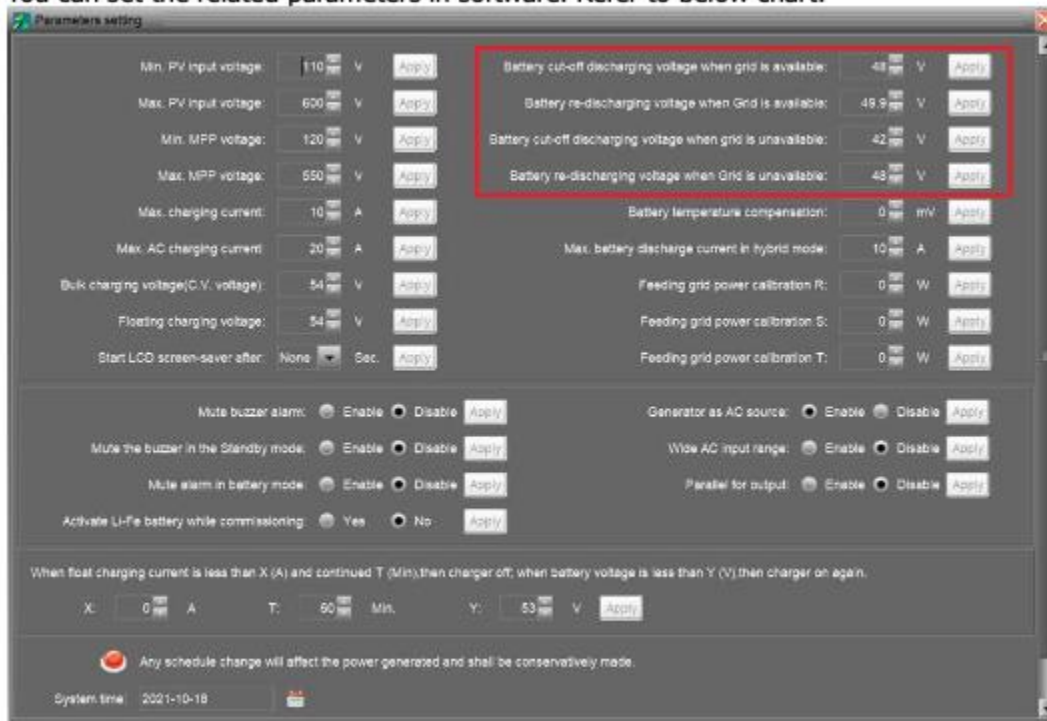 You can set the related parameters in software. Refer to below chart.
Parameters setting
Min. PV input voltage: 110 V Apply
Battery cut-off discharging voltage when grid is available: 48 V Apply
Max. PV input voltage: 600 V Apply
Battery re-discharging voltage when Grid is available: 49.9 V Apply
Min. MPP voltage: 120 V Apply
Battery cut-off discharging voltage when grid is unavailable: 42 V Apply
Max. MPP voltage: 550 V Apply
Battery re-discharging voltage when Grid is unavailable: 48 V Apply
Max. charging current: 10 A Apply
Battery temperature compensation: 0 mV Apply
Max. AC charging current: 20 A Apply
Max. battery discharge current in hybrid mode: 10 A Apply
Bulk charging voltage(C.V. voltage): 54 V Apply
Feeding grid power calibration R: 0 W Apply
Floating charging voltage: 54 V Apply
Feeding grid power calibration S: 0 W Apply
Start LCD screen-saver after: None Sec. Apply
Feeding grid power calibration T: 0 W Apply
Mute buzzer alarm: Enable Disable Apply
Generator as AC source: Enable Disable Apply
Mute the buzzer in the Standby mode: Enable Disable Apply
Wide AC input range: Enable Disable Apply
Mute alarm in battery mode: Enable Disable Apply
Parallel for output: Enable Disable Apply
Activate Li-Fe battery while commissioning: Yes No Apply
When float charging current is less than X (A) and continued T (Min),then charger off; when battery voltage is less than Y (V),then charger on again.
X: 0 A T: 60 Min. Y: 53 V Apply
Any schedule change will affect the power generated and shall be conservatively made.
System time: 2021-10-18